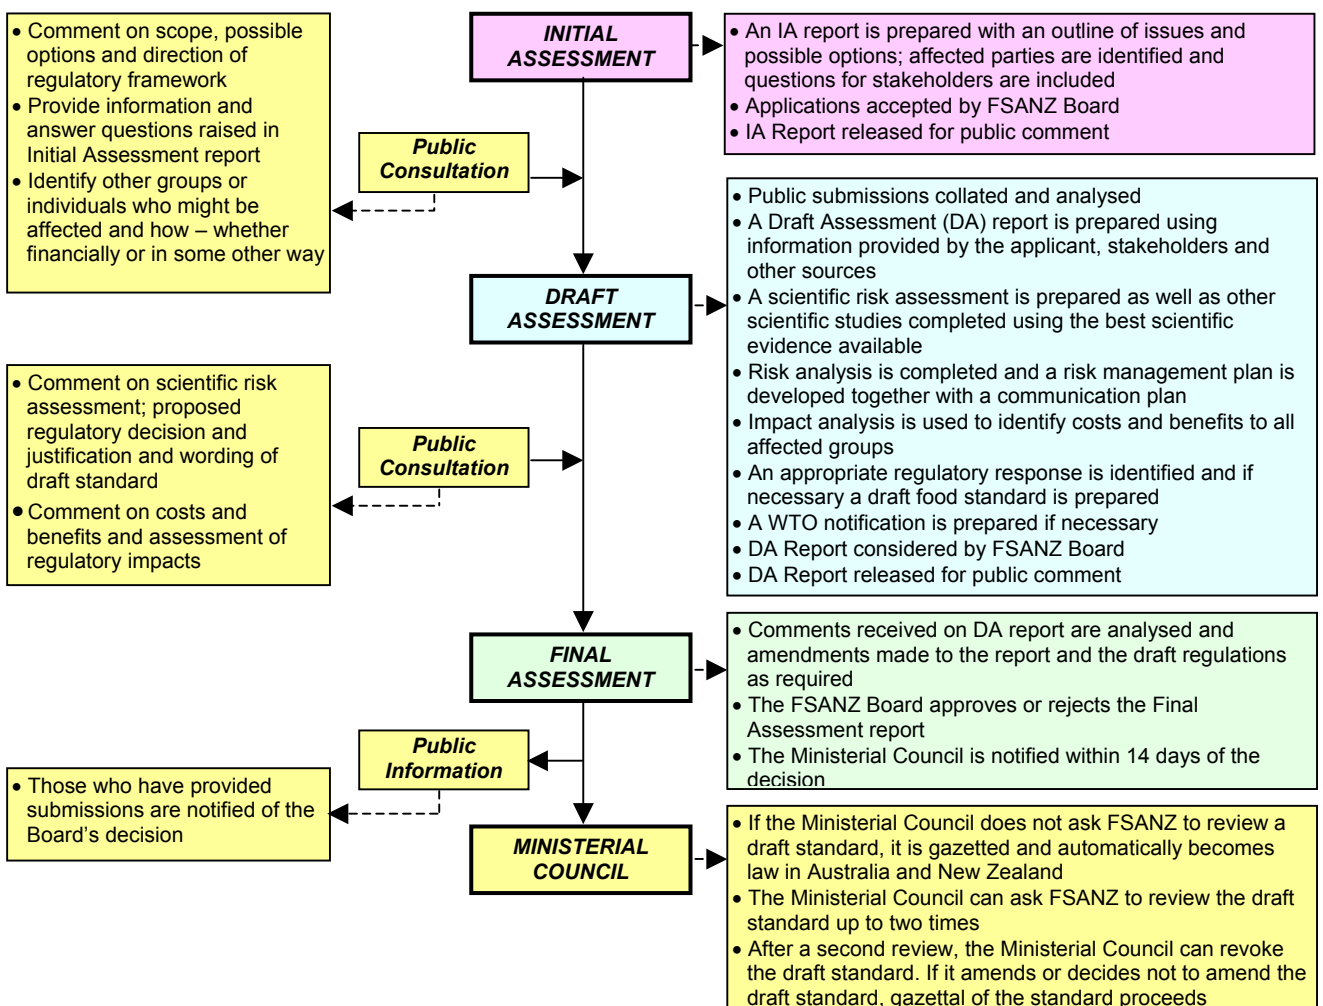 INITIAL
ASSESSMENT
• An IA report is prepared with an outline of issues and
possible options; affected parties are identified and
questions for stakeholders are included
• Applications accepted by FSANZ Board
• IA Report released for public comment
• Comment on scope, possible
options and direction of
regulatory framework
• Provide information and
answer questions raised in
Initial Assessment report
• Identify other groups or
individuals who might be
affected and how – whether
financially or in some other way
Public
Consultation
DRAFT
ASSESSMENT
• Public submissions collated and analysed
• A Draft Assessment (DA) report is prepared using
information provided by the applicant, stakeholders and
other sources
• A scientific risk assessment is prepared as well as other
scientific studies completed using the best scientific
evidence available
• Risk analysis is completed and a risk management plan is
developed together with a communication plan
• Impact analysis is used to identify costs and benefits to all
affected groups
• An appropriate regulatory response is identified and if
necessary a draft food standard is prepared
• A WTO notification is prepared if necessary
• DA Report considered by FSANZ Board
• DA Report released for public comment
• Comment on scientific risk
assessment; proposed
regulatory decision and
justification and wording of
draft standard
• Comment on costs and
benefits and assessment of
regulatory impacts
Public
Consultation
FINAL
ASSESSMENT
• Comments received on DA report are analysed and
amendments made to the report and the draft regulations
as required
• The FSANZ Board approves or rejects the Final
Assessment report
• The Ministerial Council is notified within 14 days of the
decision
Public
Information
• Those who have provided
submissions are notified of the
Board's decision
MINISTERIAL
COUNCIL
• If the Ministerial Council does not ask FSANZ to review a
draft standard, it is gazetted and automatically becomes
law in Australia and New Zealand
• The Ministerial Council can ask FSANZ to review the draft
standard up to two times
• After a second review, the Ministerial Council can revoke
the draft standard. If it amends or decides not to amend the
draft standard, gazettal of the standard proceeds